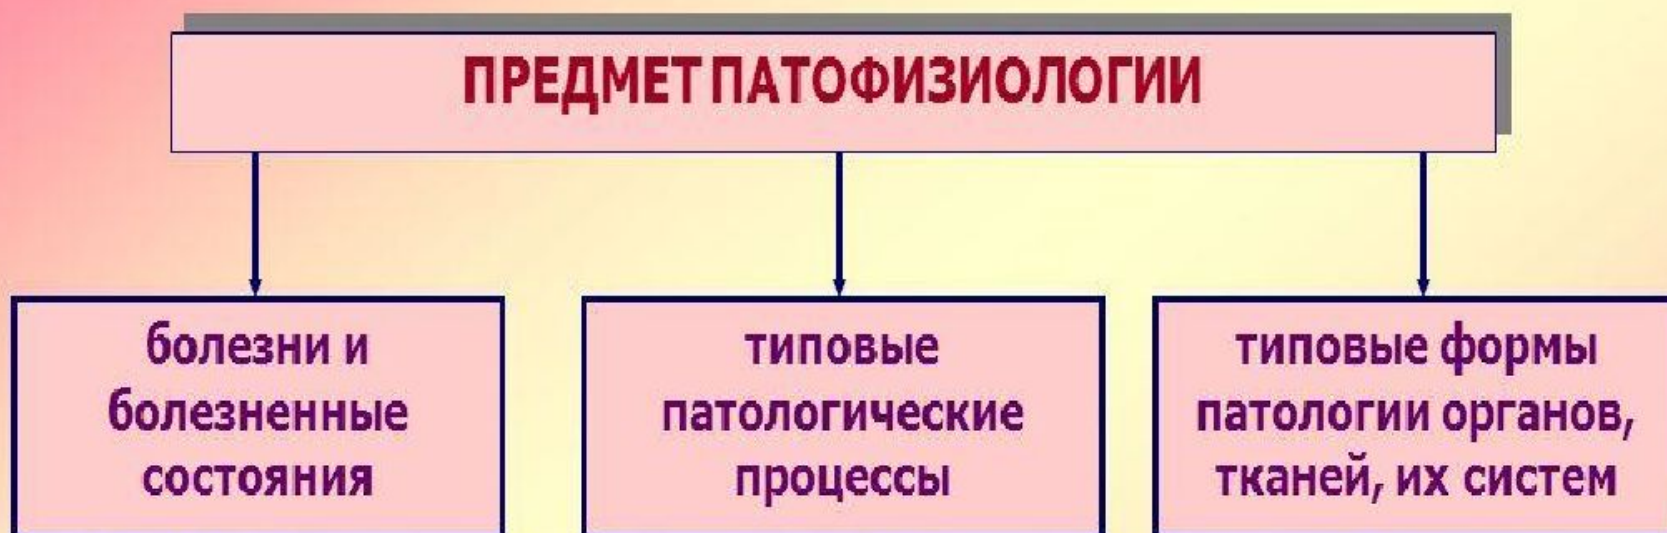 ПРЕДМЕТ ПАТОФИЗИОЛОГИИ
болезни и
болезненные
состояния
типовые
патологические
процессы
типовые формы
патологии органов,
тканей, их систем